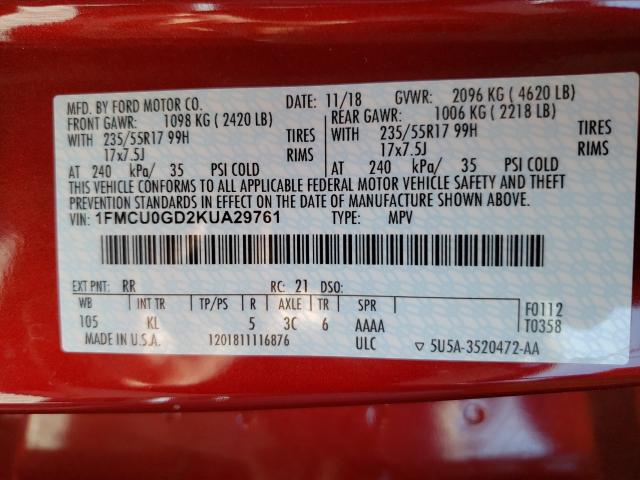 MFD. BY FORD MOTOR CO. DATE: 11/18 GVWR: 2096 KG ( 4620 LB)
FRONT GAWR: 1098 KG ( 2420 LB) REAR GAWR: 1006 KG ( 2218 LB)
WITH 235/55R17 99H TIRES 235/55R17 99H TIRES
WITH 17x7.5J RIMS 17x7.5J RIMS
AT 240 kPa/ 35 PSI COLD AT 240 kPa/ 35 PSI COLD
THIS VEHICLE CONFORMS TO ALL APPLICABLE FEDERAL MOTOR VEHICLE SAFETY AND THEFT
PREVENTION STANDARDS IN EFFECT ON THE DATE OF MANUFACTURE SHOWN ABOVE.
VIN: 1FMCU0GD2KUA29761 TYPE: MPV
EXT PNT: RR RC: 21 DSO:
WB INT TR TP/PS R AXLE TR SPR F0112
105 KL 5 3C 6 AAAA T0358
MADE IN U.S.A. 1201811116876 ULC ▽ 5U5A-3520472-AA